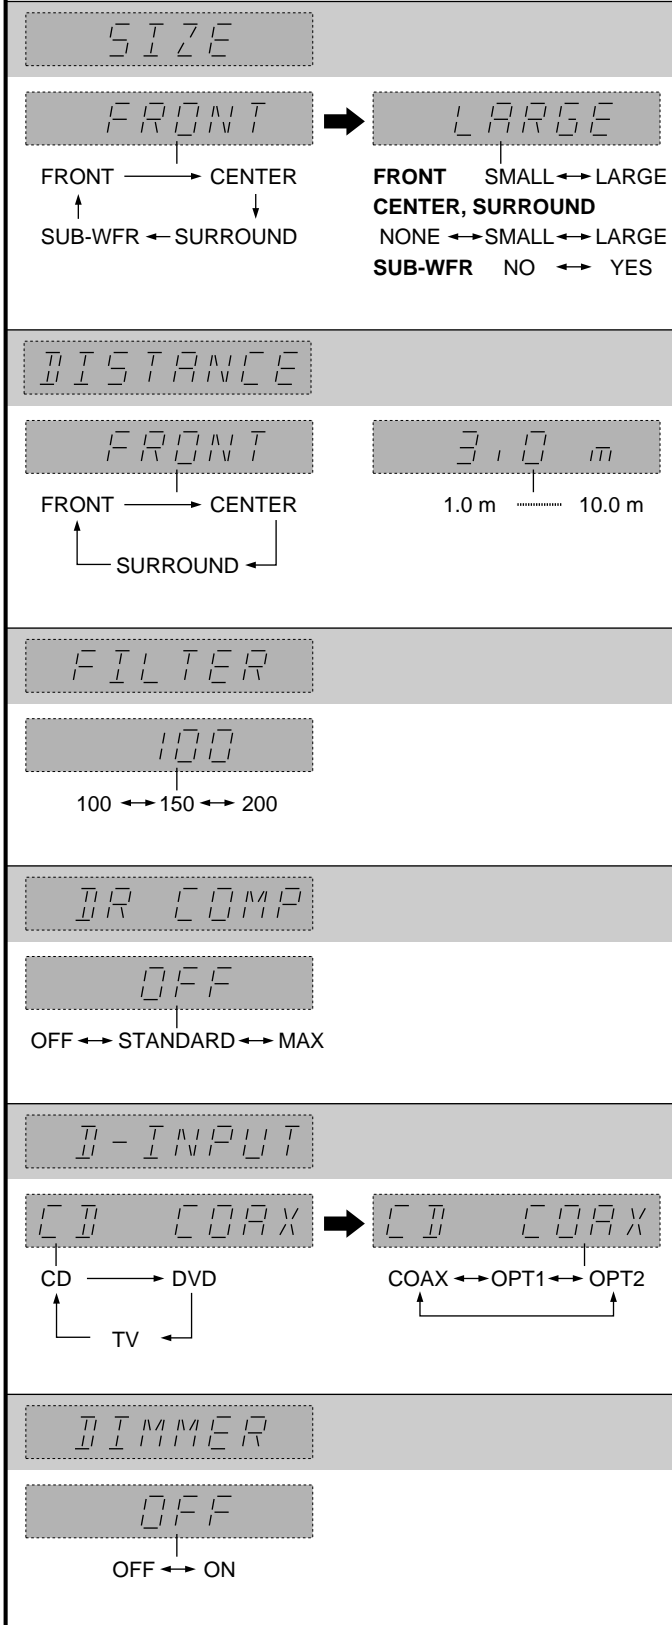 SIZE
FRONT LARGE
FRONT CENTER FRONT SMALL LARGE
CENTER, SURROUND
SUB-WFR SURROUND NONE SMALL LARGE
SUB-WFR NO YES
DISTANCE
FRONT 3.0 m
FRONT CENTER 1.0 m 10.0 m
SURROUND
FILTER
100
100 150 200
DR COMP
OFF
OFF STANDARD MAX
D-INPUT
CD COAX CD COAX
CD DVD COAX OPT1 OPT2
TV
DIMMER
OFF
OFF ON